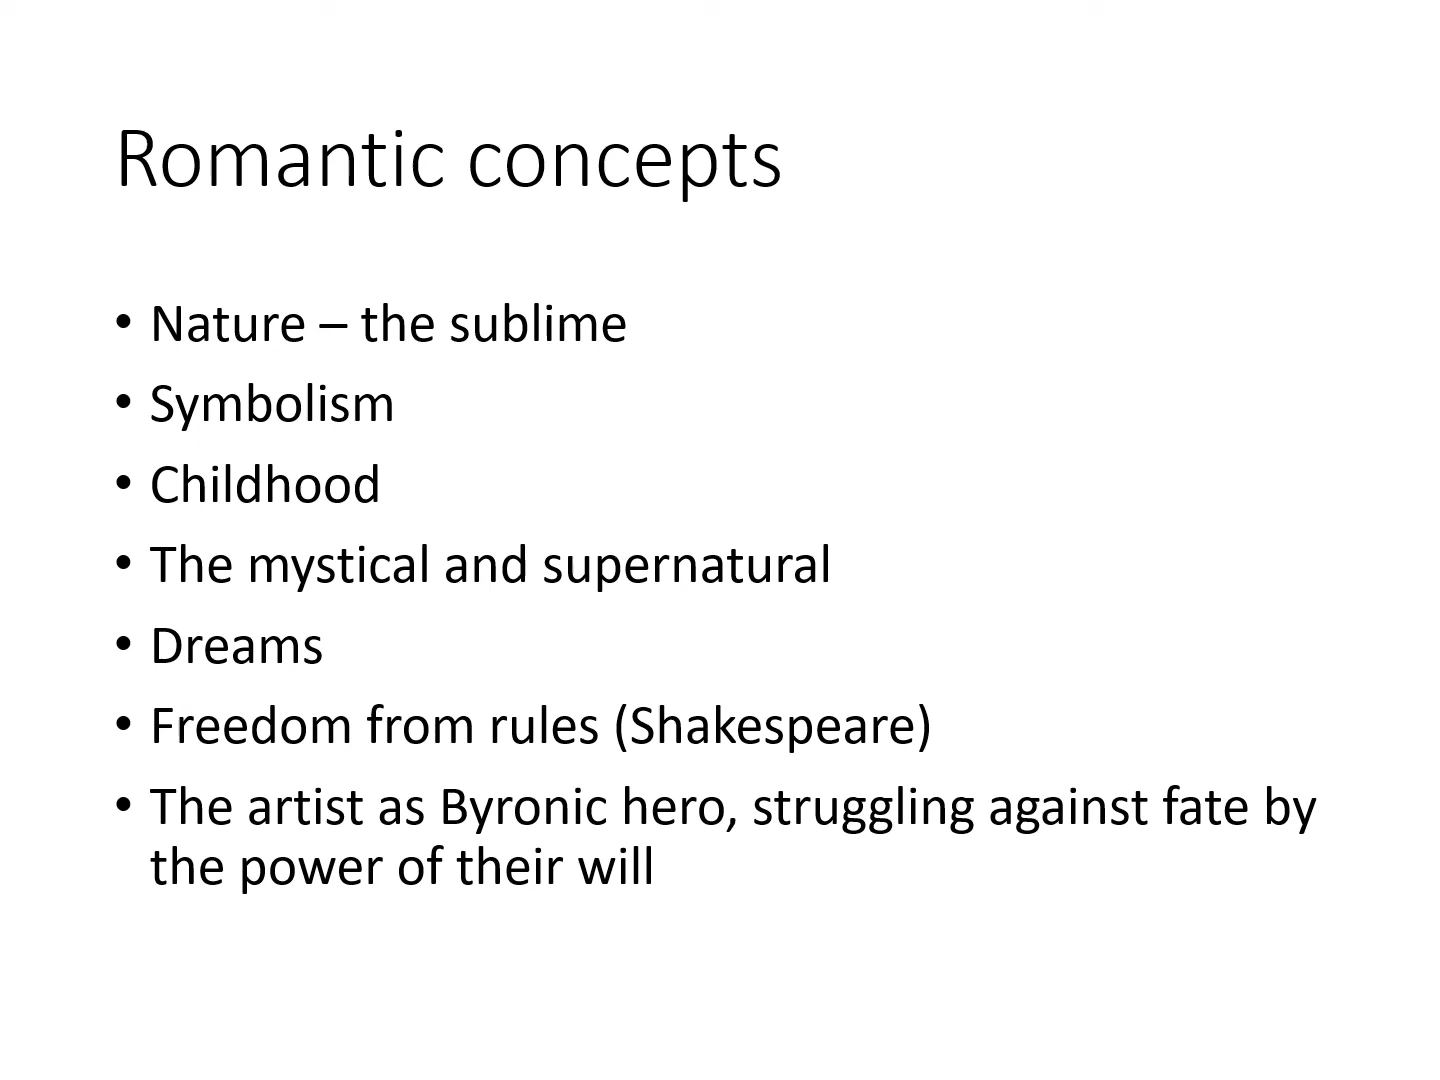 Romantic concepts
• Nature – the sublime
• Symbolism
• Childhood
• The mystical and supernatural
• Dreams
• Freedom from rules (Shakespeare)
• The artist as Byronic hero, struggling against fate by
the power of their will